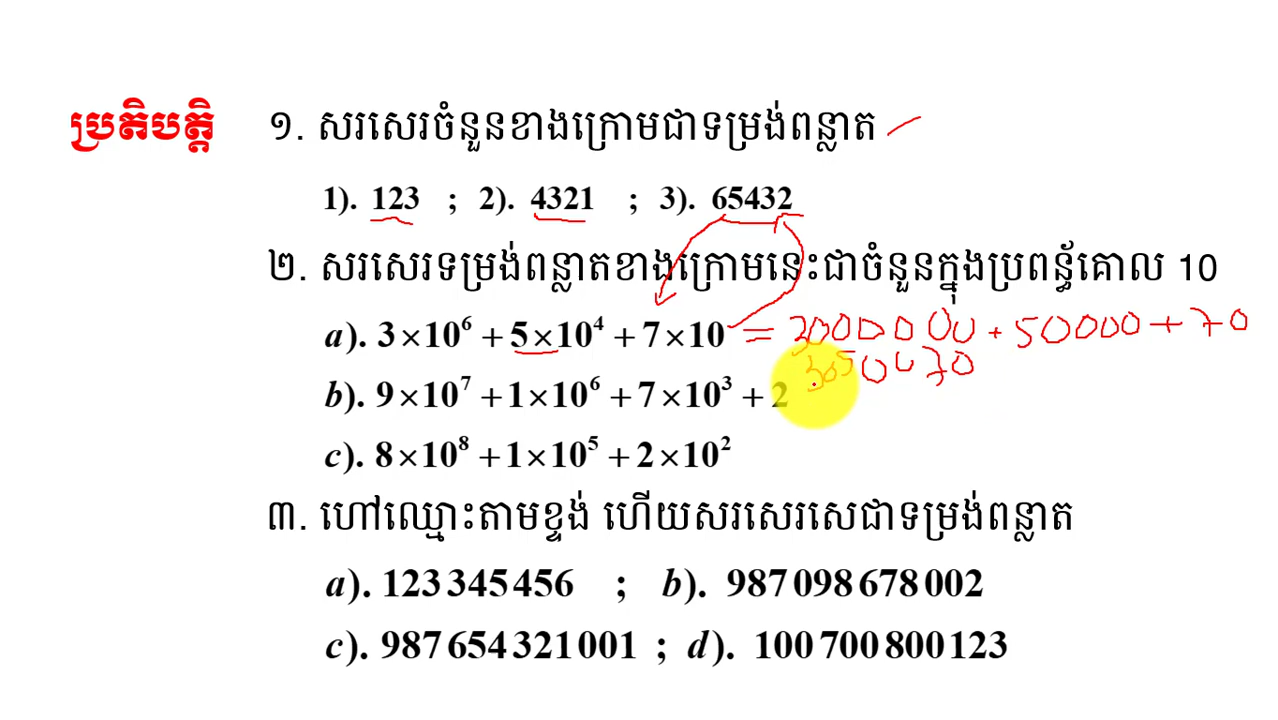 ប្រតិបត្តិ ១. សរសេរចំនួនខាងក្រោមជាទម្រង់ពន្លាត
1). 123 ; 2). 4321 ; 3). 65432
២. សរសេរទម្រង់ពន្លាតខាងក្រោមនេះជាចំនួនក្នុងប្រពន្ធ័គោល 10
a). 3×10⁶ + 5×10⁴ + 7×10 = 3000000 + 50000 + 70
3050070
b). 9×10⁷ + 1×10⁶ + 7×10³ + 2
c). 8×10⁸ + 1×10⁵ + 2×10²
៣. ហៅឈ្មោះតាមខ្ទង់ ហើយសរសេរសេជាទម្រង់ពន្លាត
a). 123 345 456 ; b). 987 098 678 002
c). 987 654 321 001 ; d). 100 700 800 123